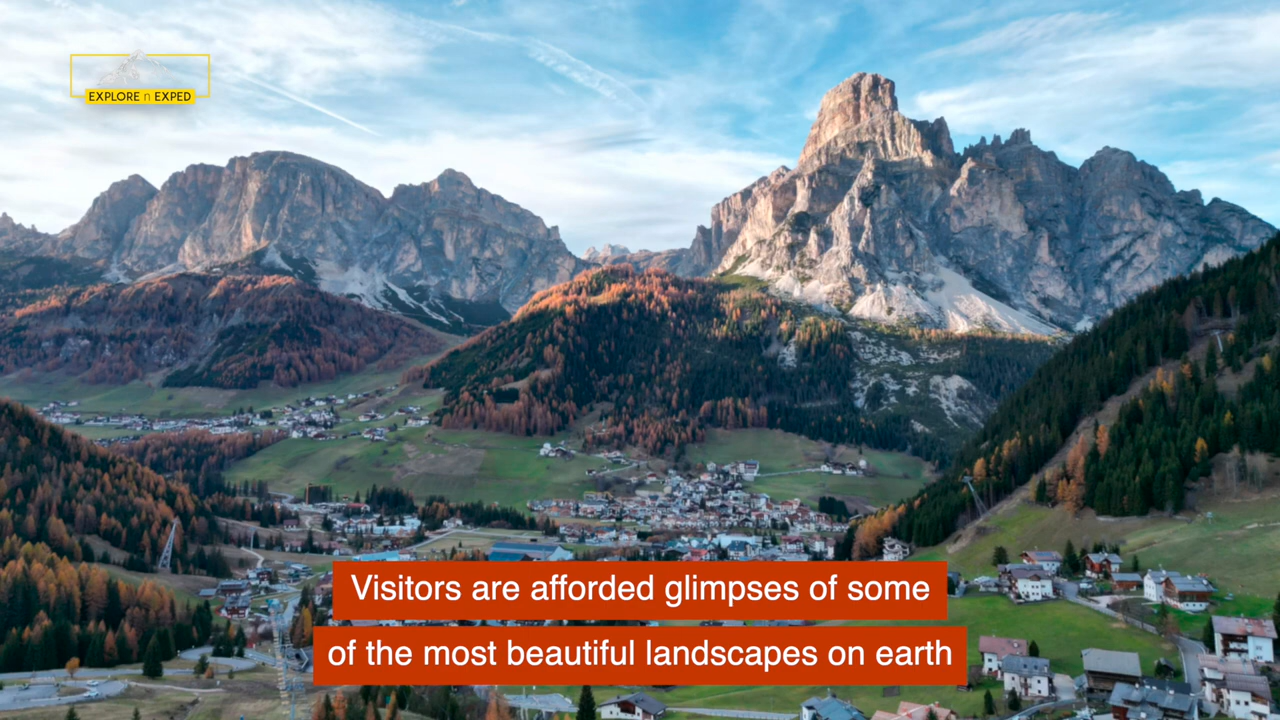 EXPLORE n EXPED
Visitors are afforded glimpses of some
of the most beautiful landscapes on earth